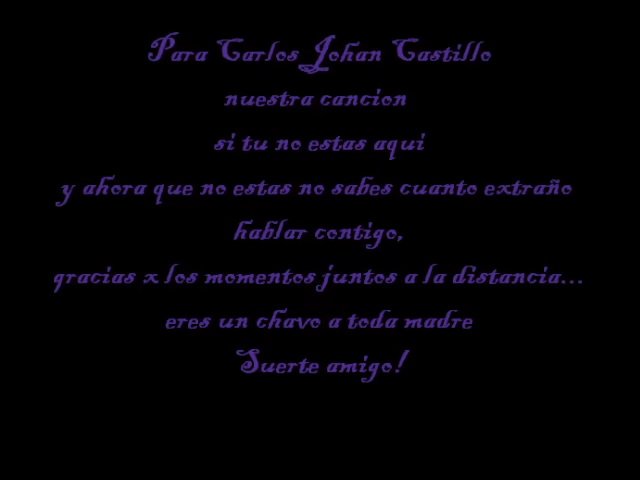 Para Carlos Johan Castillo
nuestra cancion
si tu no estas aqui
y ahora que no estas no sabes cuanto extraño
hablar contigo,
gracias x los momentos juntos a la distancia...
eres un chavo a toda madre
Suerte amigo!